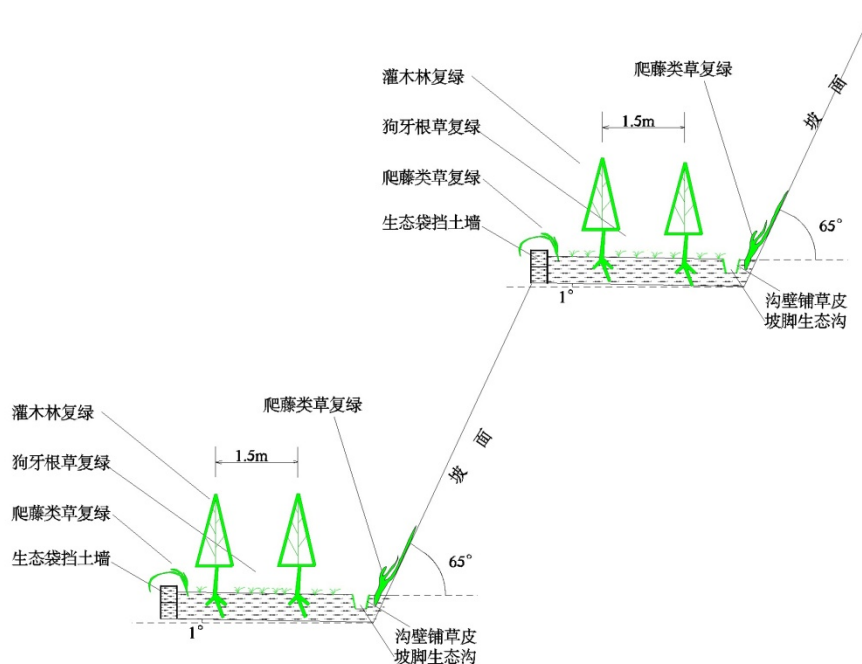 灌木林复绿
爬藤类草复绿
坡面
狗牙根草复绿
1.5m
爬藤类草复绿
生态袋挡土墙
65°
1°
沟壁铺草皮
坡脚生态沟
灌木林复绿
爬藤类草复绿
坡面
狗牙根草复绿
1.5m
爬藤类草复绿
生态袋挡土墙
65°
1°
沟壁铺草皮
坡脚生态沟